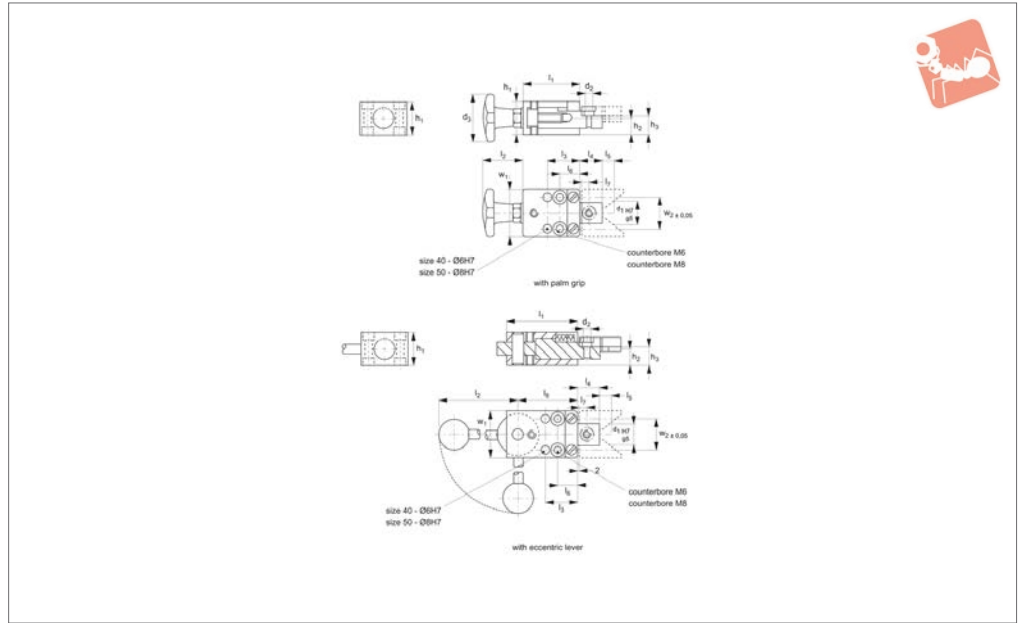 l1
h1
d2
d3
h1
h2
h3
l2
l3
l4
l5
w1
l6
l7
d1 H7
g6
w2 ± 0,05
size 40 - Ø6H7
size 50 - Ø8H7
counterbore M6
counterbore M8
with palm grip
l1
d2
h1
h2
h3
l2
l8
l4
l5
l7
w1
d1 H7
g6
w2 ± 0,05
2
l6
l3
counterbore M6
counterbore M8
size 40 - Ø6H7
size 50 - Ø8H7
with eccentric lever